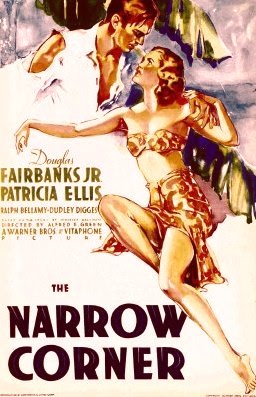 Douglas
FAIRBANKS JR
PATRICIA ELLIS
RALPH BELLAMY - DUDLEY DIGGES
DIRECTED BY ALFRED E. GREEN
A WARNER BROS & VITAPHONE
PICTURE
THE
NARROW
CORNER